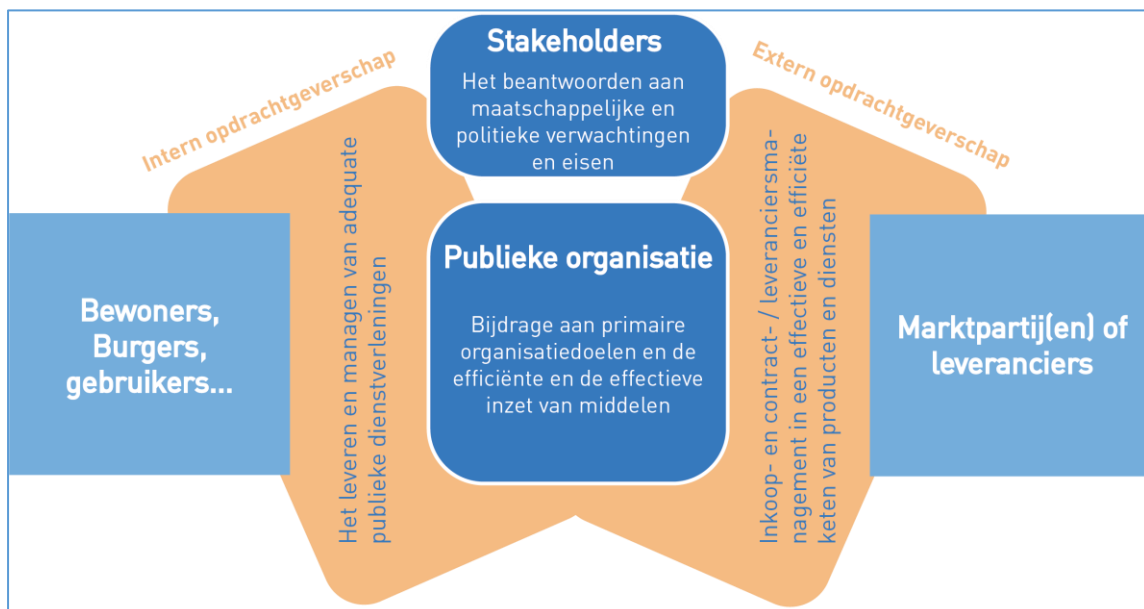 Stakeholders
Het beantwoorden aan
maatschappelijke en
politieke verwachtingen
en eisen
Intern opdrachtgeverschap
Extern opdrachtgeverschap
Bewoners,
Burgers,
gebruikers...
Het leveren en managen van adequate
publieke dienstverleningen
Publieke organisatie
Bijdrage aan primaire
organisatiedoelen en de
efficiënte en de effectieve
inzet van middelen
Inkoop- en contract- / leveranciersma-
nagement in een effectieve en efficiëte
keten van producten en diensten
Marktpartij(en) of
leveranciers